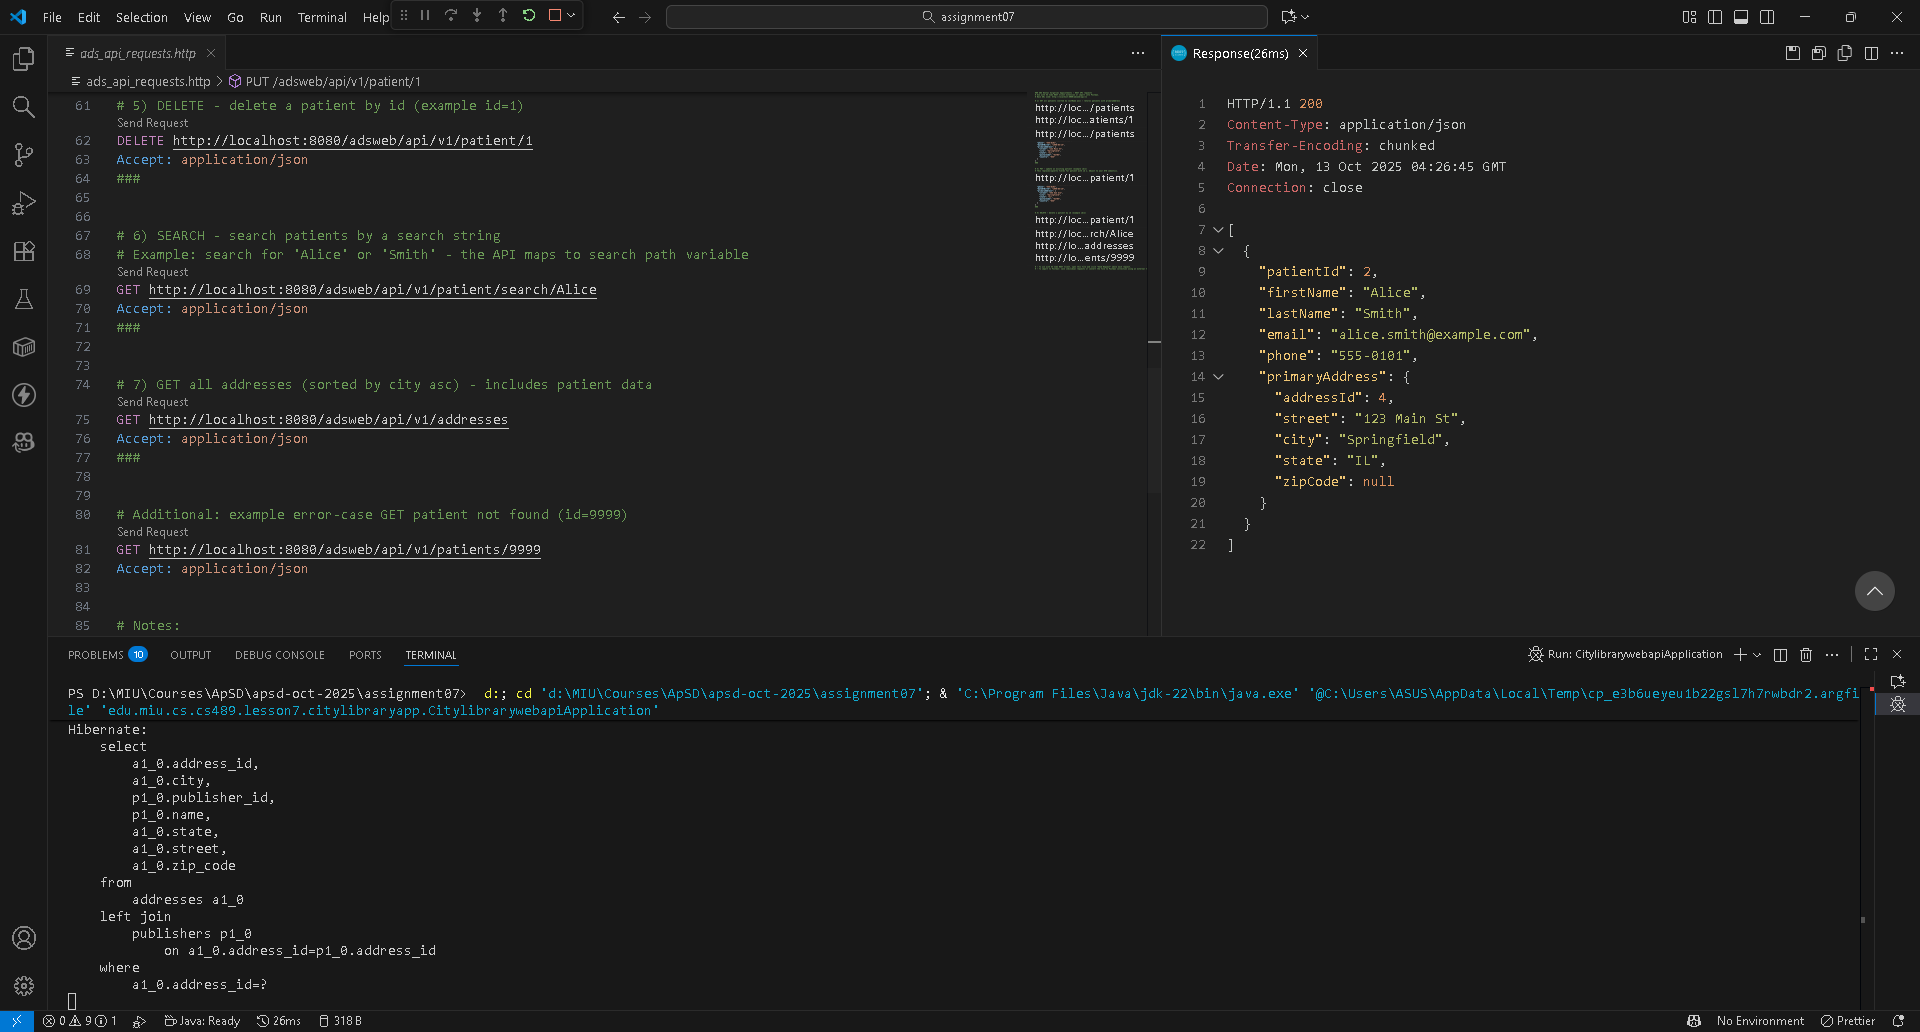 File Edit Selection View Go Run Terminal Help
assignment07
ads_api_requests.http
ads_api_requests.http > PUT /adsweb/api/v1/patient/1
61 # 5) DELETE - delete a patient by id (example id=1)
Send Request
62 DELETE http://localhost:8080/adsweb/api/v1/patient/1
63 Accept: application/json
64 ###
65
66
67 # 6) SEARCH - search patients by a search string
68 # Example: search for 'Alice' or 'Smith' - the API maps to search path variable
Send Request
69 GET http://localhost:8080/adsweb/api/v1/patient/search/Alice
70 Accept: application/json
71 ###
72
73
74 # 7) GET all addresses (sorted by city asc) - includes patient data
Send Request
75 GET http://localhost:8080/adsweb/api/v1/addresses
76 Accept: application/json
77 ###
78
79
80 # Additional: example error-case GET patient not found (id=9999)
Send Request
81 GET http://localhost:8080/adsweb/api/v1/patients/9999
82 Accept: application/json
83
84
85 # Notes:
http://loc.../patients
http://loc...atients/1
http://loc.../patients
http://loc...patient/1
http://loc...patient/1
http://loc...rch/Alice
http://lo...addresses
http://lo...ents/9999
Response(26ms)
1 HTTP/1.1 200
2 Content-Type: application/json
3 Transfer-Encoding: chunked
4 Date: Mon, 13 Oct 2025 04:26:45 GMT
5 Connection: close
6
7 [
8 {
9 "patientId": 2,
10 "firstName": "Alice",
11 "lastName": "Smith",
12 "email": "alice.smith@example.com",
13 "phone": "555-0101",
14 "primaryAddress": {
15 "addressId": 4,
16 "street": "123 Main St",
17 "city": "Springfield",
18 "state": "IL",
19 "zipCode": null
20 }
21 }
22 ]
PROBLEMS 10 OUTPUT DEBUG CONSOLE PORTS TERMINAL
Run: CitylibrarywebapiApplication
PS D:\MIU\Courses\ApSD\apsd-oct-2025\assignment07> d:; cd 'd:\MIU\Courses\ApSD\apsd-oct-2025\assignment07'; & 'C:\Program Files\Java\jdk-22\bin\java.exe' '@C:\Users\ASUS\AppData\Local\Temp\cp_e3b6ueyeu1b22gsl7h7rwbdr2.argfi
le' 'edu.miu.cs.cs489.lesson7.citylibraryapp.CitylibrarywebapiApplication'
Hibernate:
select
a1_0.address_id,
a1_0.city,
p1_0.publisher_id,
p1_0.name,
a1_0.state,
a1_0.street,
a1_0.zip_code
from
addresses a1_0
left join
publishers p1_0
on a1_0.address_id=p1_0.address_id
where
a1_0.address_id=?
0 9 1 Java: Ready 26ms 318 B
No Environment Prettier